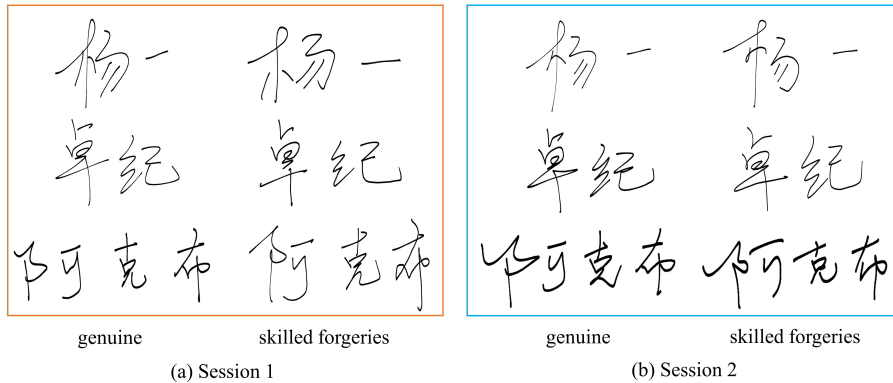 杨一 杨一 杨一 杨一
卓纪 卓纪 卓纪 卓纪
阿克布 阿克布 阿克布 阿克布
genuine skilled forgeries genuine skilled forgeries
(a) Session 1 (b) Session 2